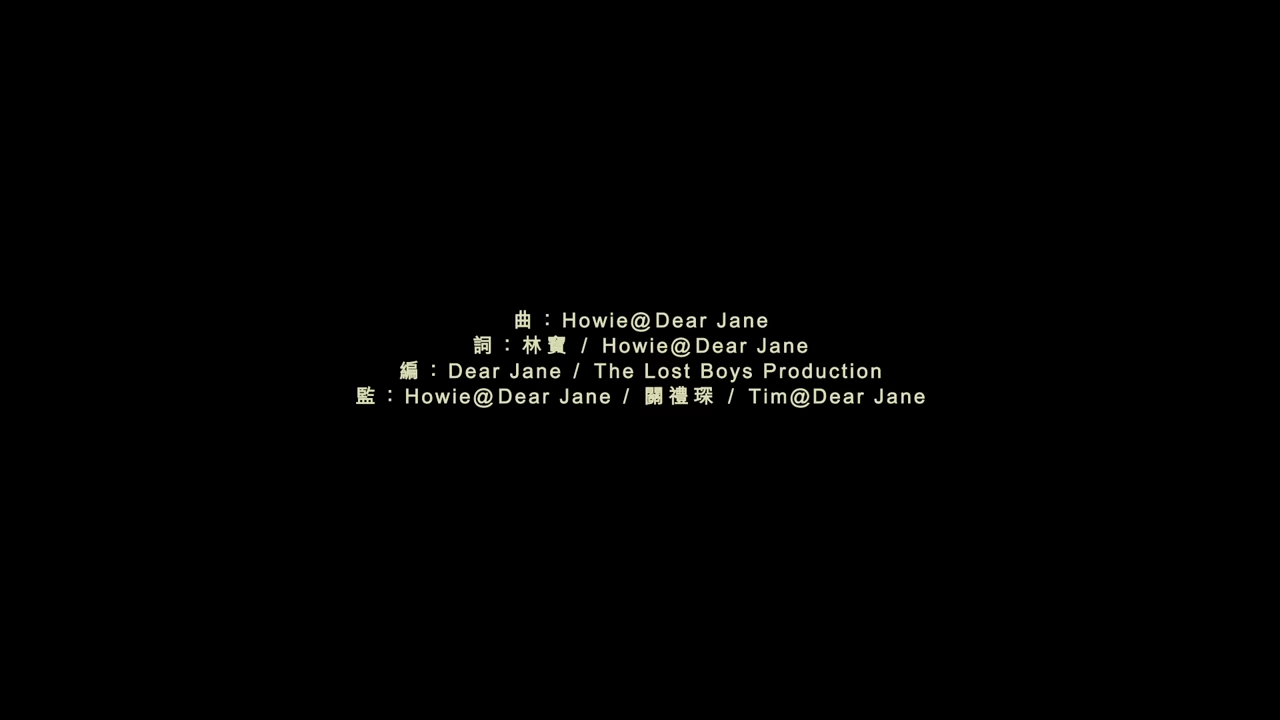 曲：Howie@Dear Jane
詞：林寶 / Howie@Dear Jane
編：Dear Jane / The Lost Boys Production
監：Howie@Dear Jane / 關禮琛 / Tim@Dear Jane